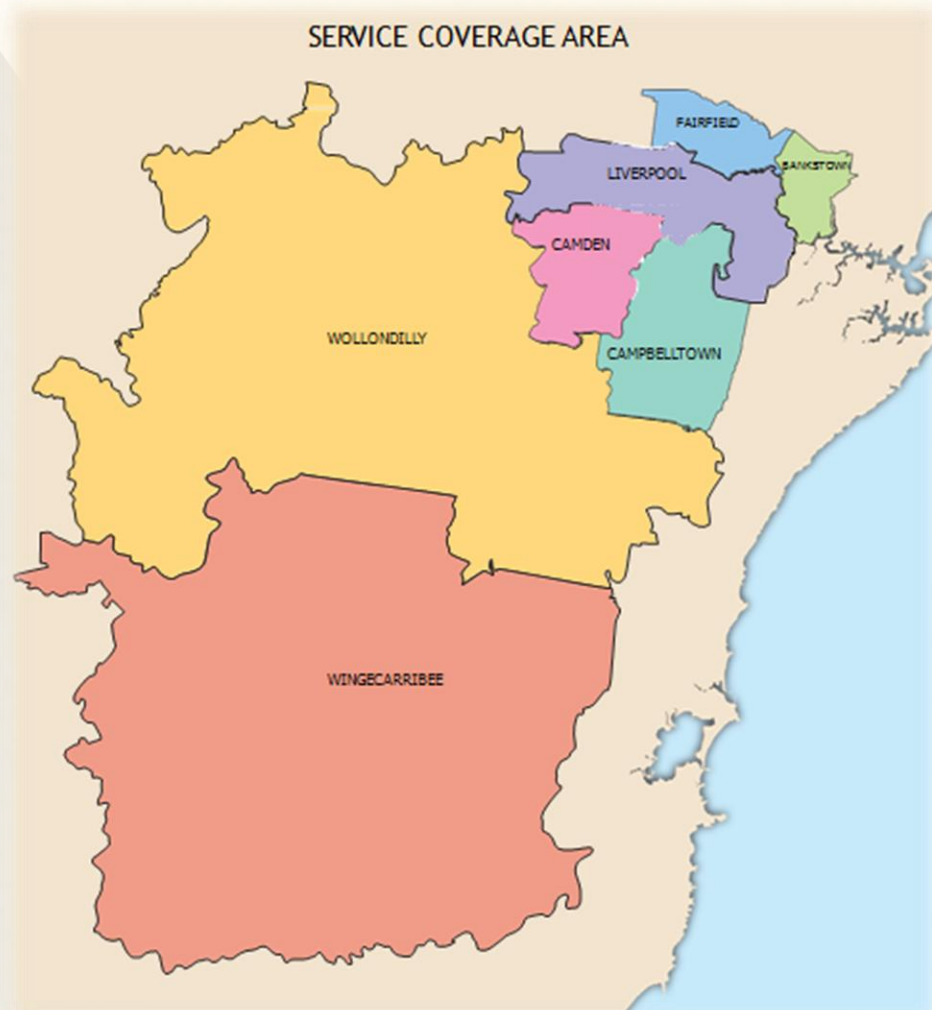 SERVICE COVERAGE AREA
FAIRFIELD
BANKSTOWN
LIVERPOOL
CAMDEN
WOLLONDILLY
CAMPBELLTOWN
WINGECARRIBEE